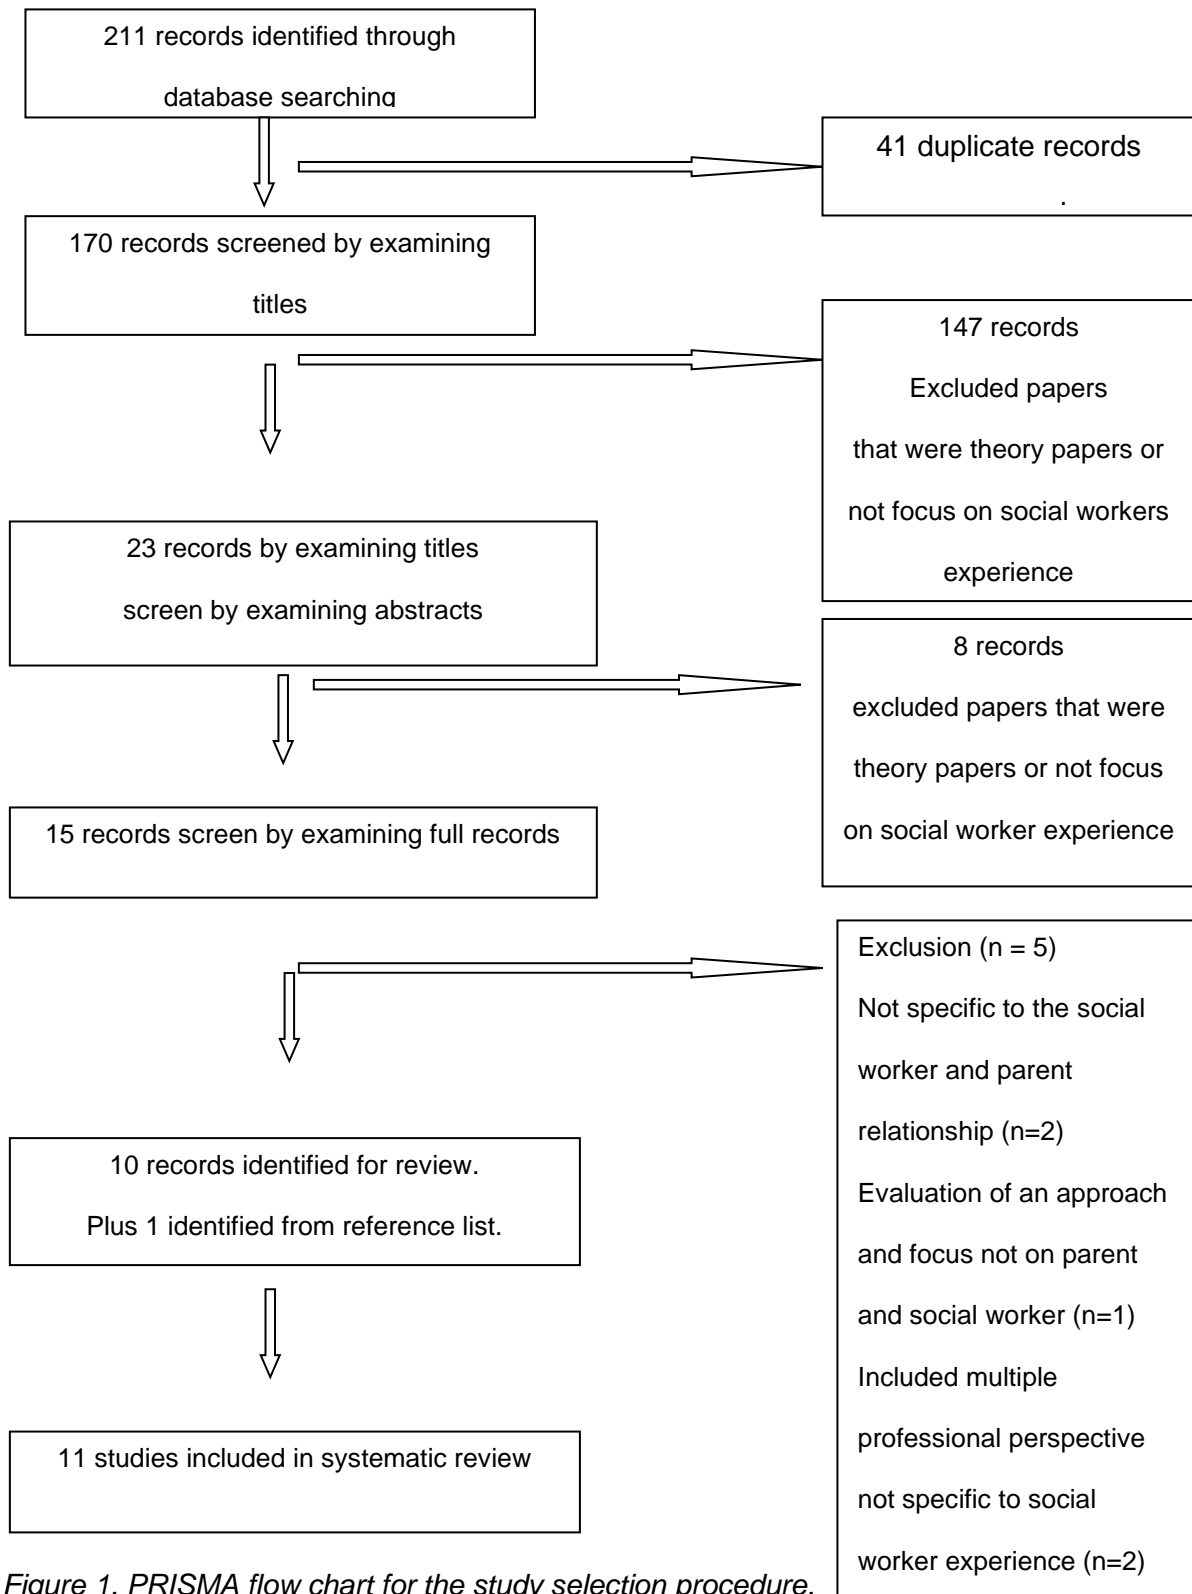 211 records identified through
database searching
41 duplicate records
.
170 records screened by examining
titles
147 records
Excluded papers
that were theory papers or
not focus on social workers
experience
23 records by examining titles
screen by examining abstracts
8 records
excluded papers that were
theory papers or not focus
on social worker experience
15 records screen by examining full records
Exclusion (n = 5)
Not specific to the social
worker and parent
relationship (n=2)
Evaluation of an approach
and focus not on parent
and social worker (n=1)
Included multiple
professional perspective
not specific to social
worker experience (n=2)
10 records identified for review.
Plus 1 identified from reference list.
11 studies included in systematic review
Figure 1. PRISMA flow chart for the study selection procedure.